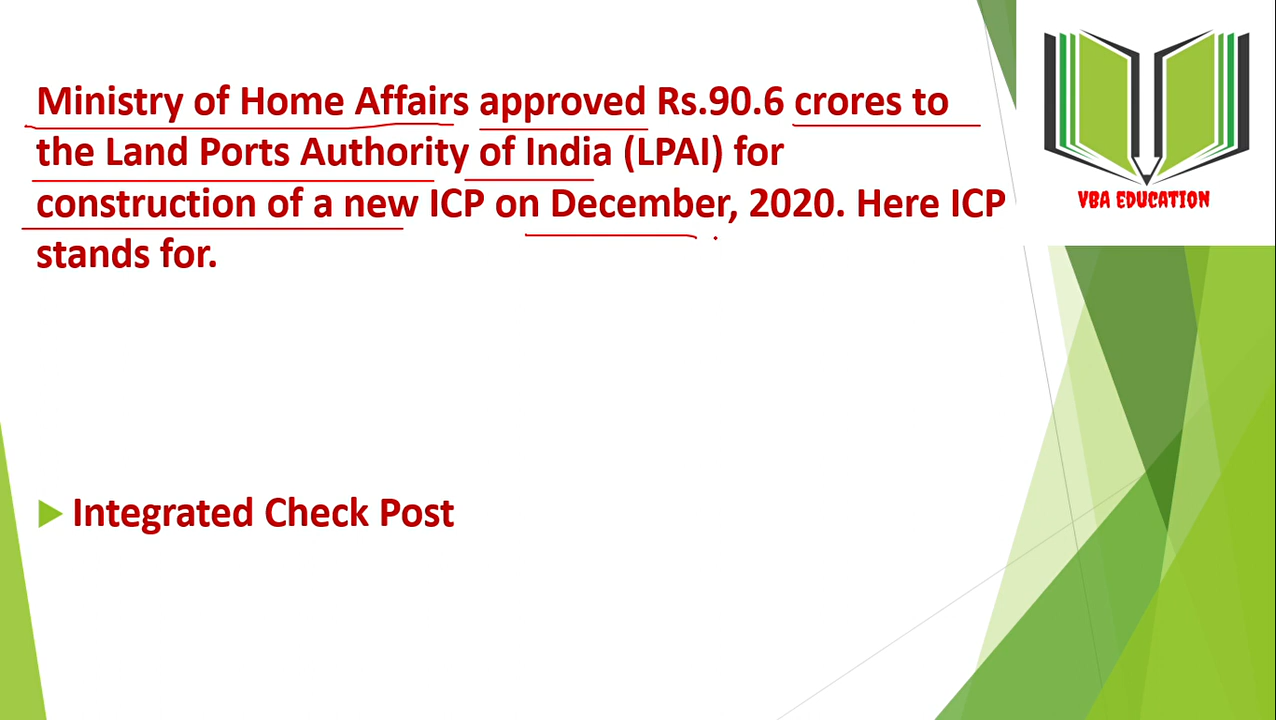 Ministry of Home Affairs approved Rs.90.6 crores to
the Land Ports Authority of India (LPAI) for
construction of a new ICP on December, 2020. Here ICP
stands for.
VBA EDUCATION
Integrated Check Post